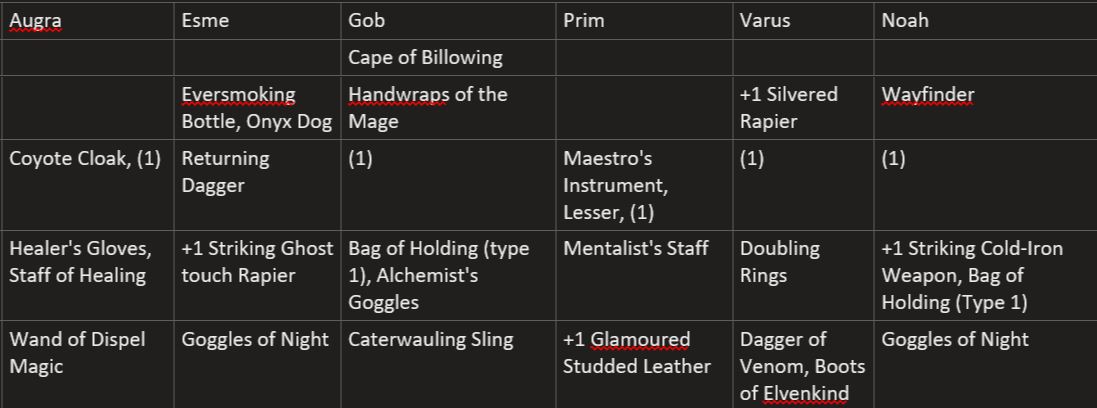 Augra Esme Gob Prim Varus Noah
Cape of Billowing
Eversmoking Bottle, Onyx Dog
Handwraps of the Mage
+1 Silvered Rapier
Wayfinder
Coyote Cloak, (1)
Returning Dagger
(1)
Maestro's Instrument, Lesser, (1)
(1)
(1)
Healer's Gloves, Staff of Healing
+1 Striking Ghost touch Rapier
Bag of Holding (type 1), Alchemist's Goggles
Mentalist's Staff
Doubling Rings
+1 Striking Cold-Iron Weapon, Bag of Holding (Type 1)
Wand of Dispel Magic
Goggles of Night
Caterwauling Sling
+1 Glamoured Studded Leather
Dagger of Venom, Boots of Elvenkind
Goggles of Night